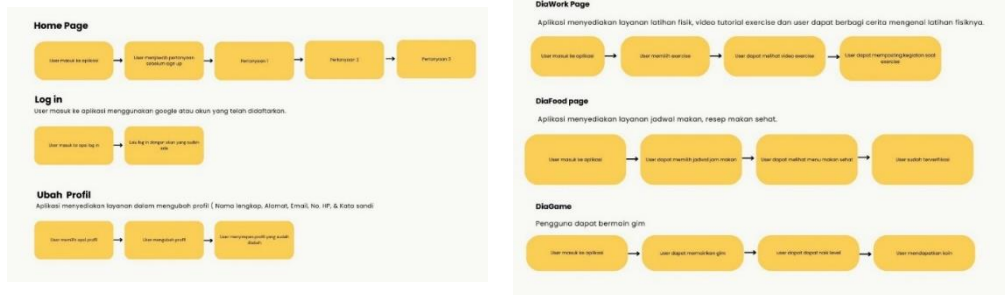 Home Page
User masuk ke aplikasi
User menjawab pertanyaan
sebelum sign up
Pertanyaan 1
Pertanyaan 2
Pertanyaan 3
Log in
User masuk ke aplikasi menggunakan google atau akun yang telah didaftarkan.
User masuk ke opsi log in
Lalu log in dengan akun yang sudah
ada
Ubah Profil
Aplikasi menyediakan layanan dalam mengubah profil ( Nama lengkap, Alamat, Email, No. HP, & Kata sandi
User memilih opsi profil
User mengubah profil
User menyimpan profil yang sudah
diubah
DiaWork Page
Aplikasi menyediakan layanan latihan fisik, video tutorial exercise dan user dapat berbagi cerita mengenai latihan fisiknya.
User masuk ke aplikasi
User memilih exercise
User dapat melihat video exercise
User dapat memposting kegiatan saat
exercise
DiaFood page
Aplikasi menyediakan layanan jadwal makan, resep makan sehat.
User masuk ke aplikasi
User dapat memilih jadwal jam makan
User dapat melihat menu makan sehat
User sudah terverifikasi
DiaGame
Pengguna dapat bermain gim
User masuk ke aplikasi
user dapat memainkan gim
user dapat dapat naik level
User mendapatkan koin